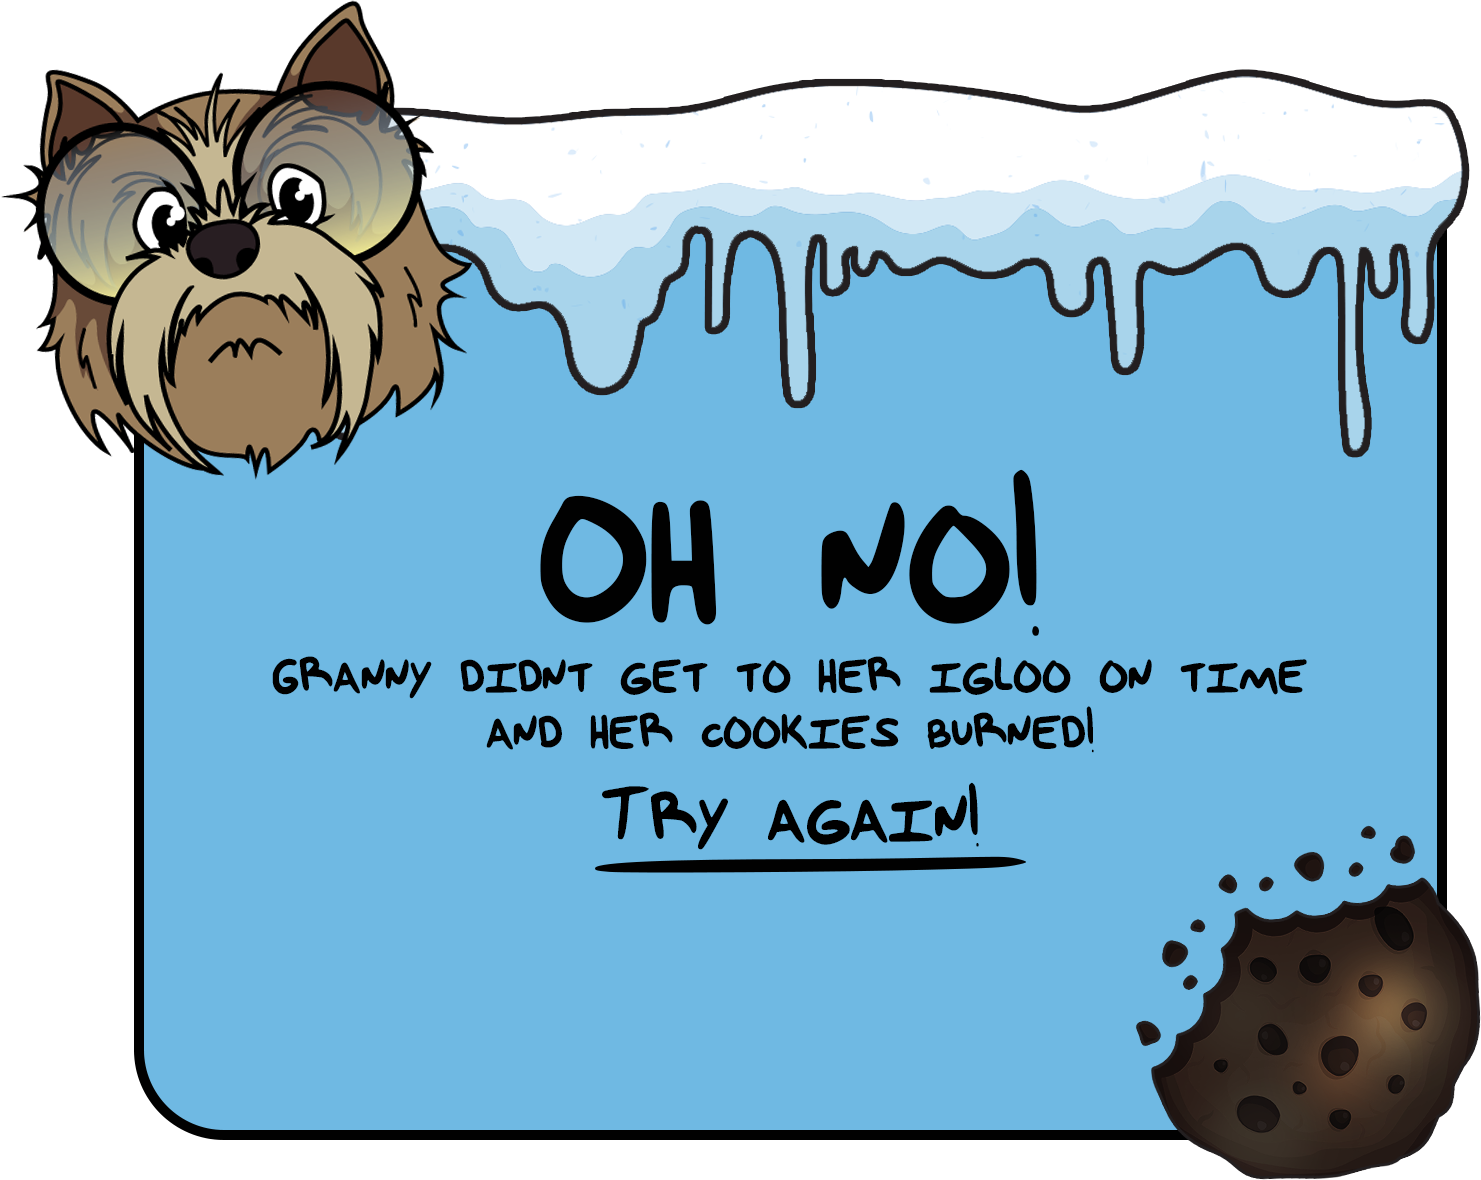 OH NO!
GRANNY DIDNT GET TO HER IGLOO ON TIME
AND HER COOKIES BURNED!
TRY AGAIN!